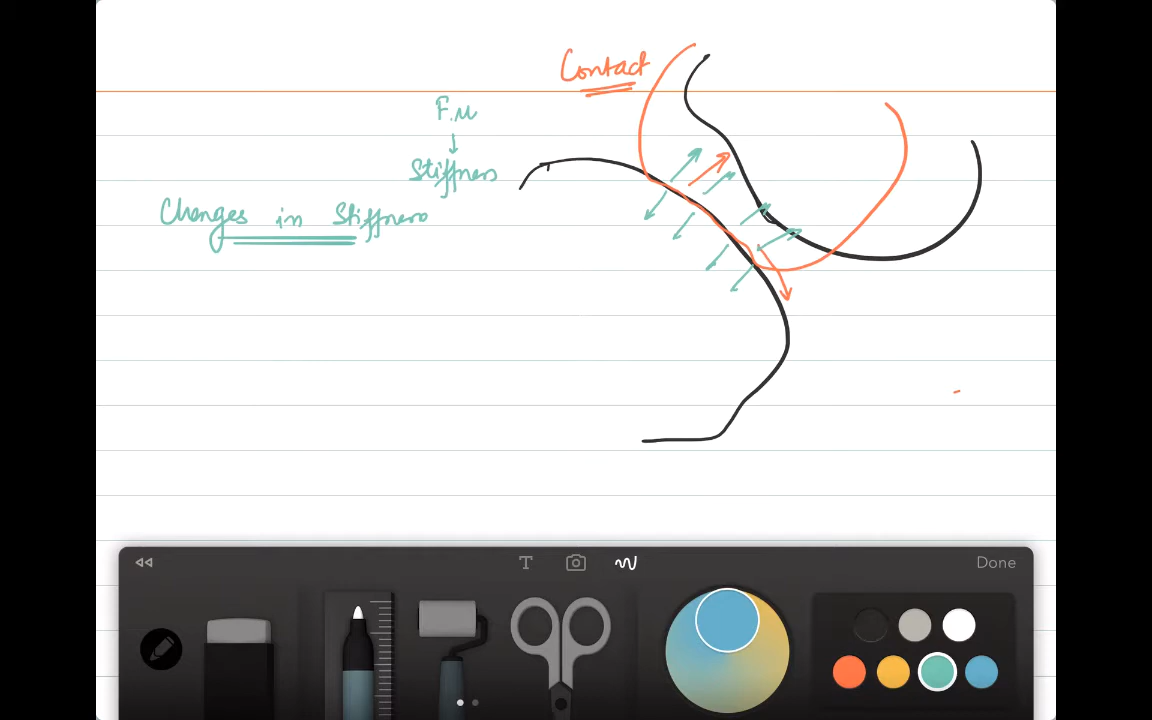 Contact
F.u
Stiffness
Changes in Stiffness
T
Done